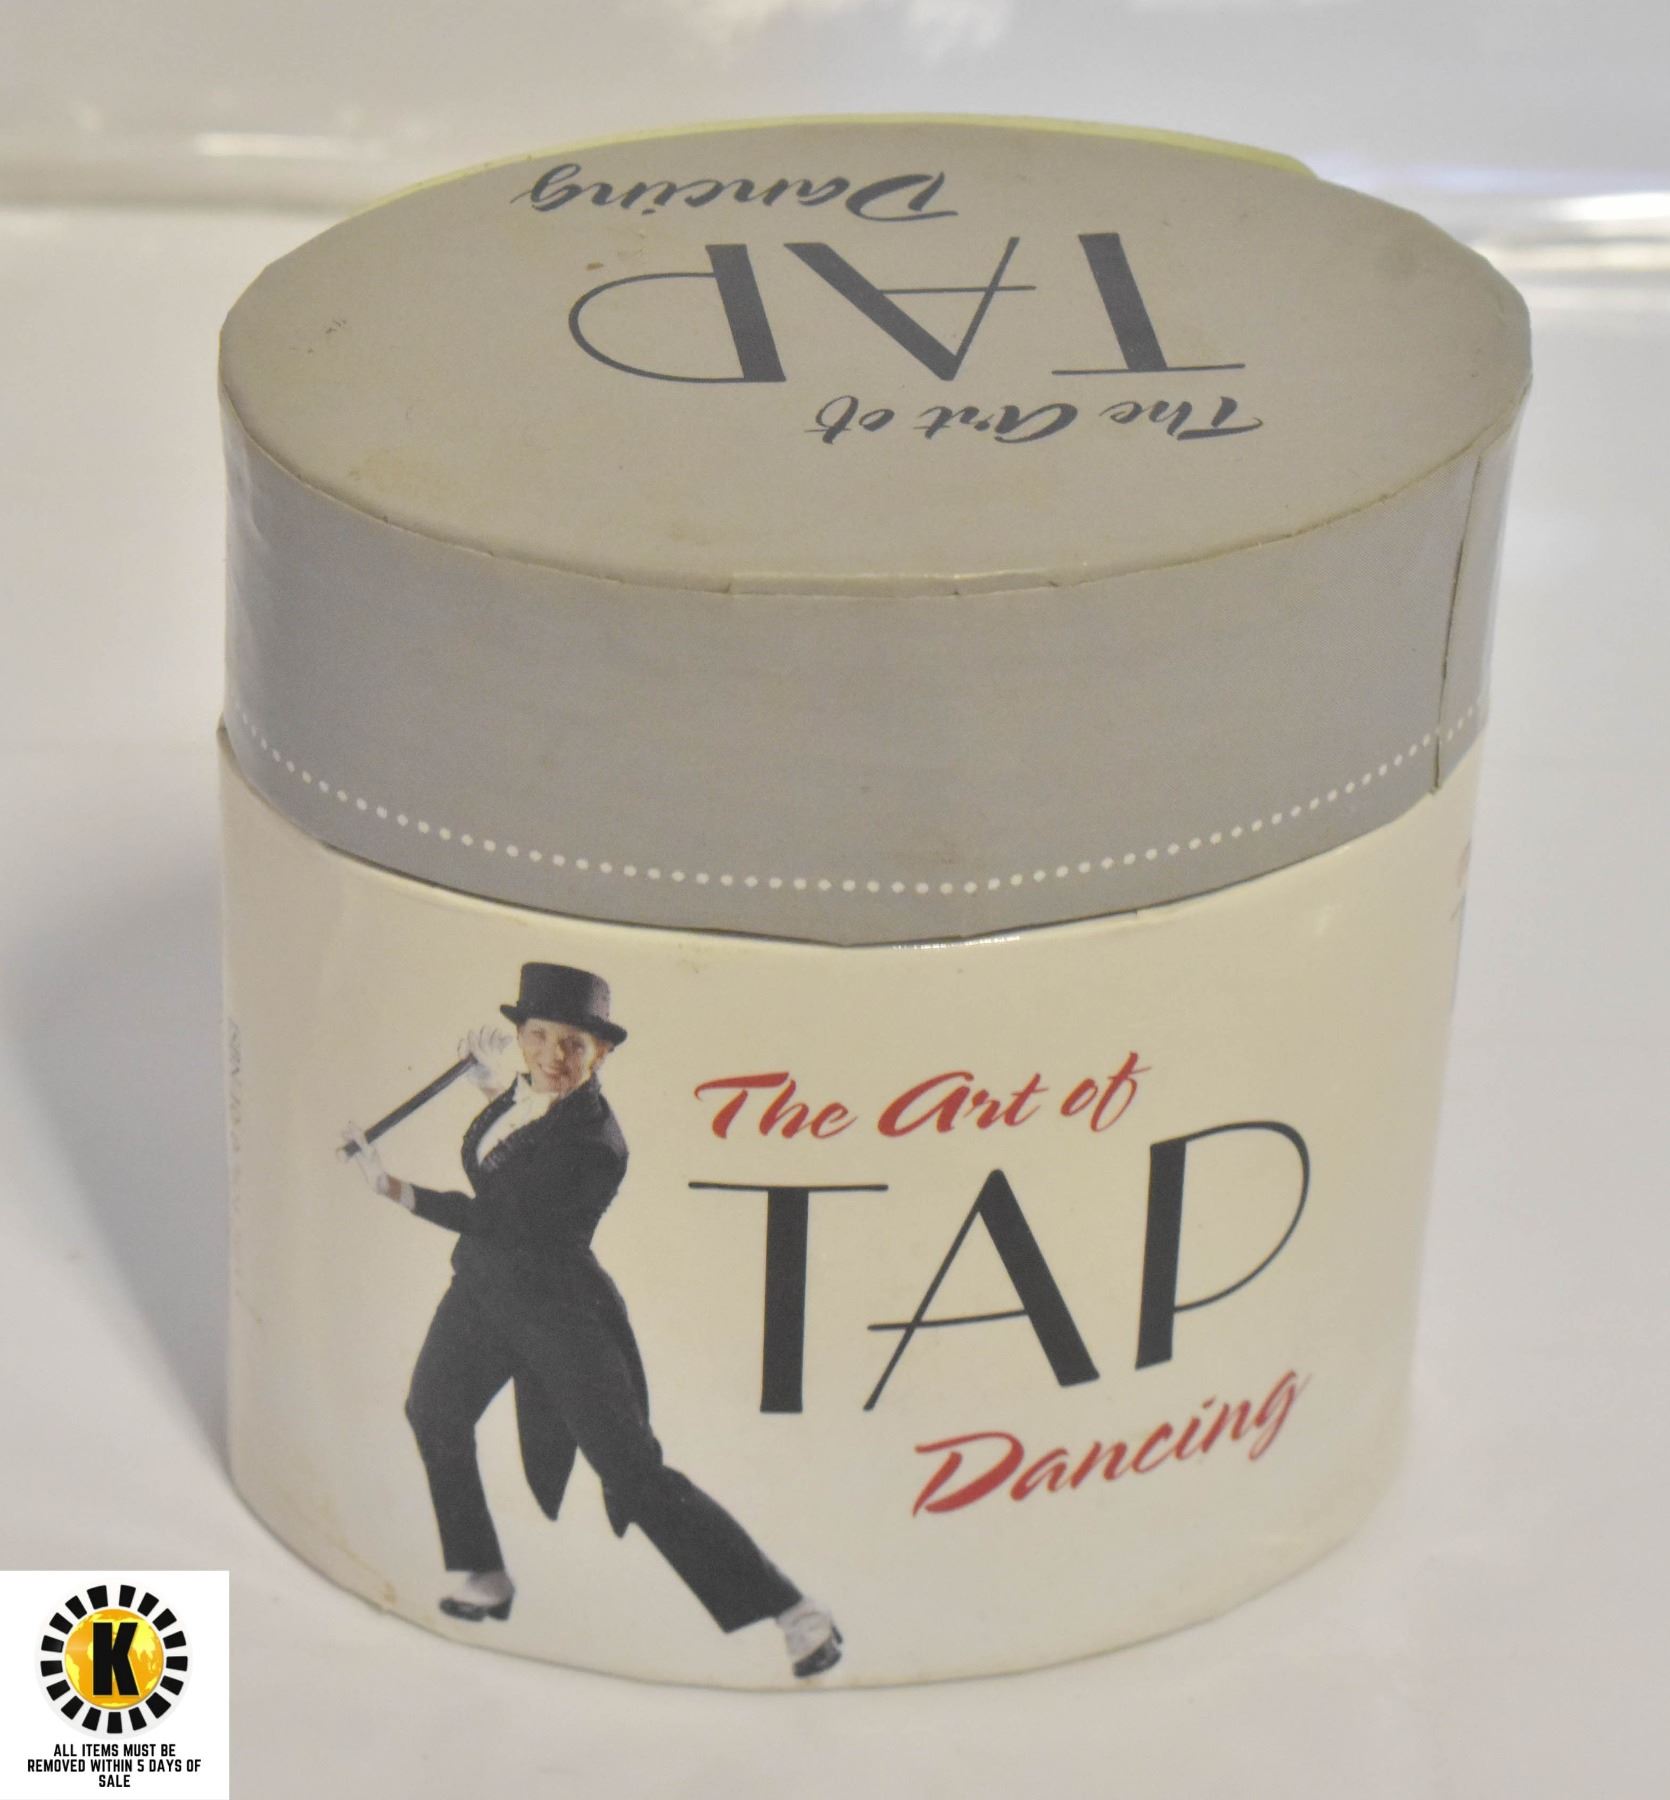 The Art of
TAP
Dancing
The Art of
TAP
Dancing
K
ALL ITEMS MUST BE
REMOVED WITHIN 5 DAYS OF
SALE